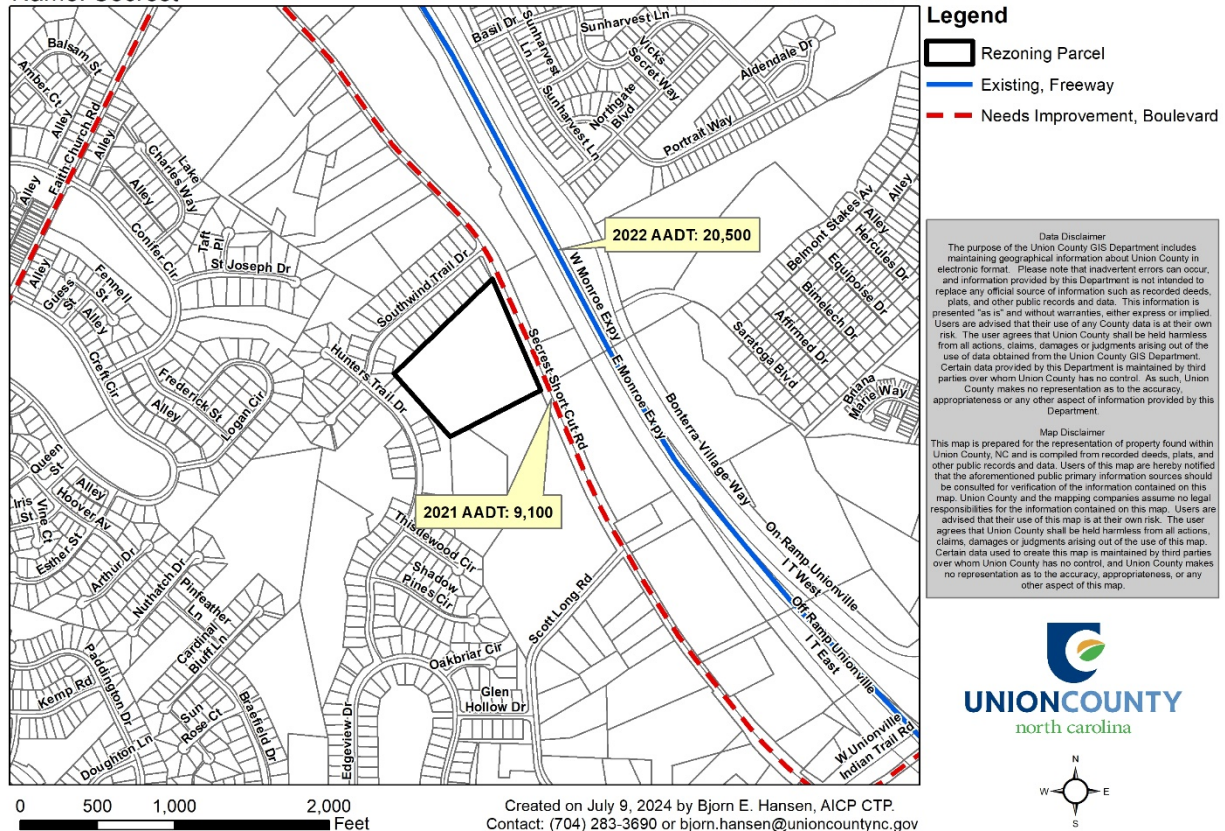 Legend
Rezoning Parcel
Existing, Freeway
Needs Improvement, Boulevard
Balsam St
Amber Ct
Alley
Faith Church Rd
Alley
Alley
Charles Way
Lake
Alley
Conifer Cir
Taft Pl
St Joseph Dr
Alley
Guess St
Fennell St
Alley
Creft Cir
Frederick St
Alley
Logan Cir
Southwind Trail Dr
Hunters Trail Dr
Queen St
Alley
Hoover Av
Iris St
Vine Ct
Esther St
Arthur Dr
Nuthatch Dr
Pinfeather Ln
Cardinal Bluff Ln
Paddington Dr
Kemp Rd
Sun Rose Ct
Braefield Dr
Doughton Ln
Thistlewood Cir
Shadow Pines Cir
Oakbriar Cir
Glen Hollow Dr
Edgeview Dr
Scott Long Rd
Secrest Short Cut Rd
W Monroe Expy
E Monroe Expy
Bonterra Village Way
On-Ramp Unionville
I T West
Off-Ramp Unionville
I T East
W Unionville
Indian Trail Rd
Basil Dr
Sunharvest Ln
Sunharvest Ln
Vicks
Secret Way
Aldendale Dr
Northgate Blvd
Sunharvest Ln
Portrait Way
Belmont Stakes Av
Alley
Alley
Hercules Dr
Equipoise Dr
Bimelech Dr
Affirmed Dr
Saratoga Blvd
Briana
Marie Way
2022 AADT: 20,500
2021 AADT: 9,100
Data Disclaimer
The purpose of the Union County GIS Department includes
maintaining geographical information about Union County in
electronic format. Please note that inadvertent errors can occur,
and information provided by this Department is not intended to
replace any official source of information such as recorded deeds,
plats, and other public records and data. This information is
presented "as is" and without warranties, either express or implied.
Users are advised that their use of any County data is at their own
risk. The user agrees that Union County shall be held harmless
from all actions, claims, damages or judgments arising out of the
use of data obtained from the Union County GIS Department.
Certain data provided by this Department is maintained by third
parties over whom Union County has no control. As such, Union
County makes no representation as to the accuracy,
appropriateness or any other aspect of information provided by this
Department.
Map Disclaimer
This map is prepared for the representation of property found within
Union County, NC and is compiled from recorded deeds, plats, and
other public records and data. Users of this map are hereby notified
that the aforementioned public primary information sources should
be consulted for verification of the information contained on this
map. Union County and the mapping companies assume no legal
responsibilities for the information contained on this map. Users are
advised that their use of this map is at their own risk. The user
agrees that Union County shall be held harmless from all actions,
claims, damages or judgments arising out of the use of this map.
Certain data used to create this map is maintained by third parties
over whom Union County has no control, and Union County makes
no representation as to the accuracy, appropriateness, or any
other aspect of this map.
UNIONCOUNTY
north carolina
N
W E
S
0 500 1,000 2,000
Feet
Created on July 9, 2024 by Bjorn E. Hansen, AICP CTP.
Contact: (704) 283-3690 or bjorn.hansen@unioncountync.gov